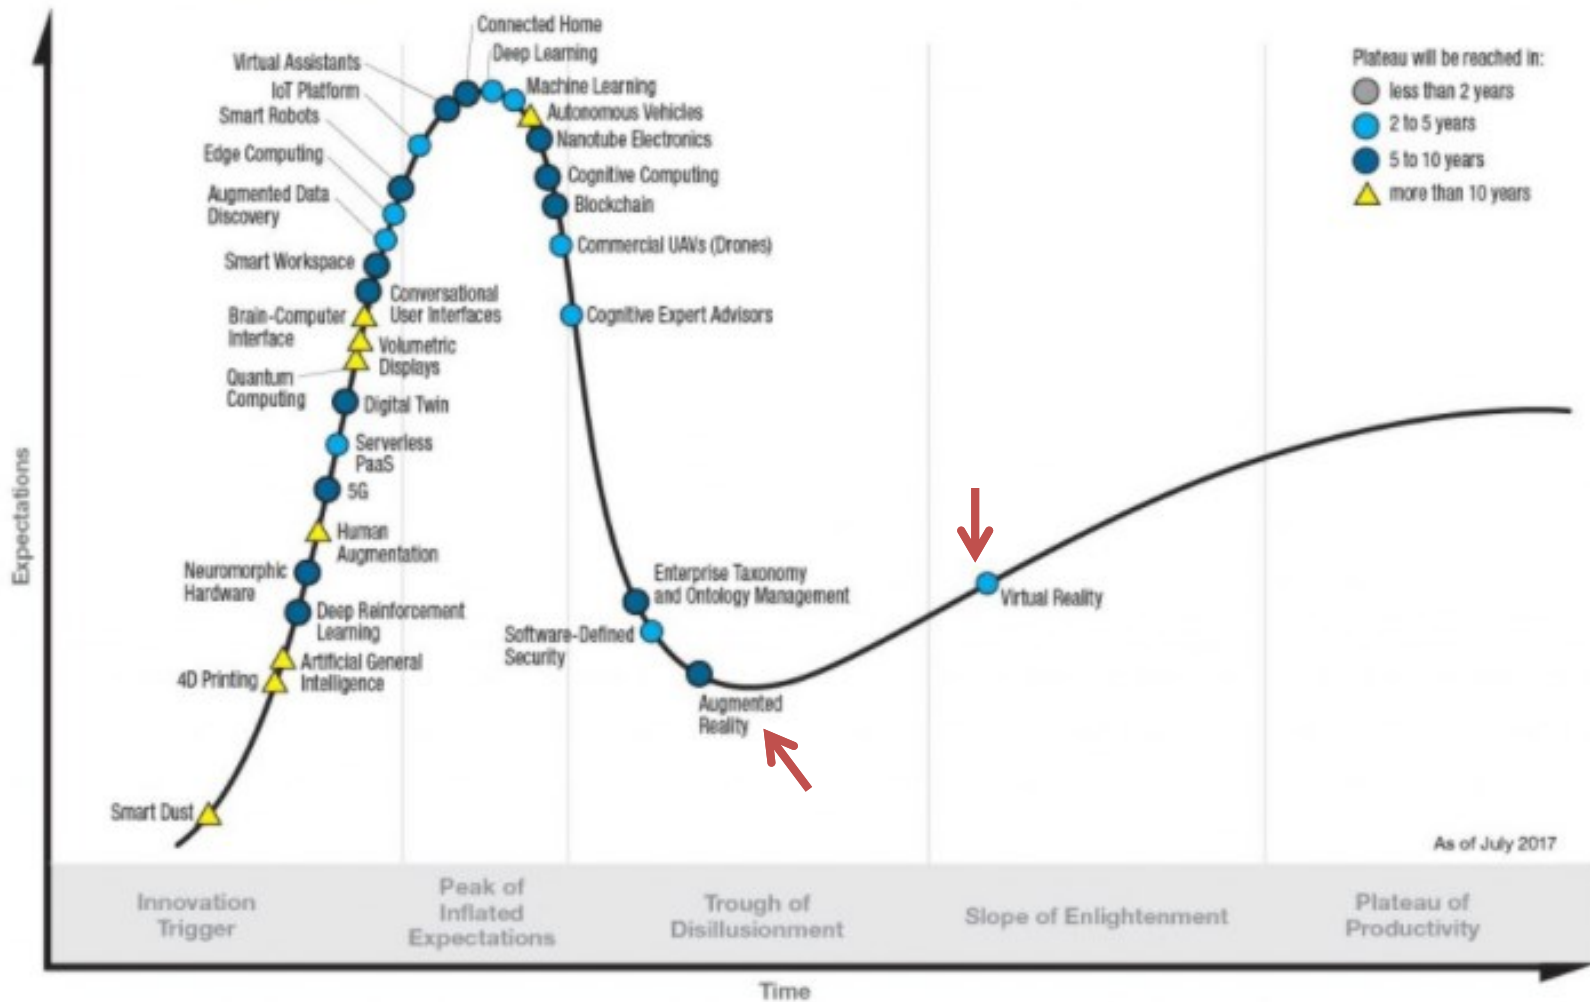 Connected Home
Deep Learning
Virtual Assistants
IoT Platform
Machine Learning
Smart Robots
Autonomous Vehicles
Nanotube Electronics
Edge Computing
Cognitive Computing
Augmented Data
Discovery
Blockchain
Commercial UAVs (Drones)
Smart Workspace
Conversational
User Interfaces
Brain-Computer
Interface
Cognitive Expert Advisors
Volumetric
Displays
Quantum
Computing
Digital Twin
Serverless
PaaS
5G
Human
Augmentation
Neuromorphic
Hardware
Deep Reinforcement
Learning
Artificial General
Intelligence
4D Printing
Smart Dust
Enterprise Taxonomy
and Ontology Management
Software-Defined
Security
Augmented
Reality
Virtual Reality
Plateau will be reached in:
less than 2 years
2 to 5 years
5 to 10 years
more than 10 years
As of July 2017
Expectations
Innovation
Trigger
Peak of
Inflated
Expectations
Trough of
Disillusionment
Slope of Enlightenment
Plateau of
Productivity
Time